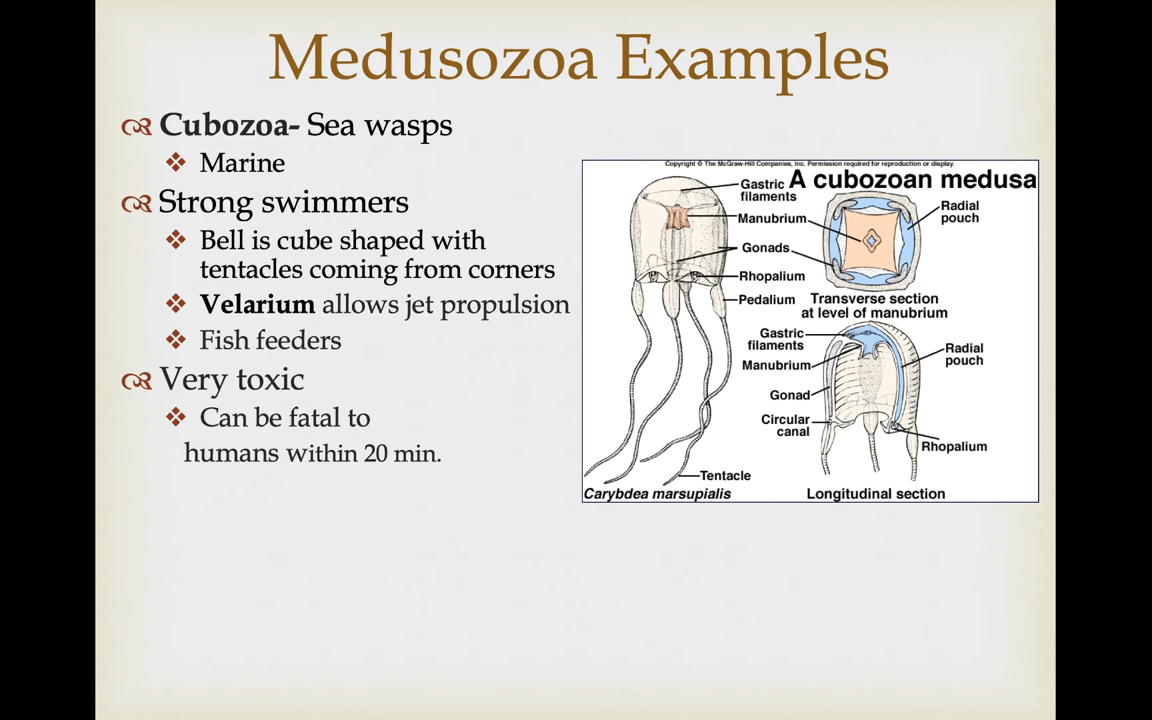 Medusozoa Examples
Cubozoa- Sea wasps
Marine
Strong swimmers
Bell is cube shaped with
tentacles coming from corners
Velarium allows jet propulsion
Fish feeders
Very toxic
Can be fatal to
humans within 20 min.
Copyright © The McGraw-Hill Companies, Inc. Permission required for reproduction or display.
A cubozoan medusa
Gastric
filaments
Manubrium
Gonads
Rhopalium
Pedalium
Radial
pouch
Transverse section
at level of manubrium
Gastric
filaments
Manubrium
Gonad
Circular
canal
Radial
pouch
Rhopalium
Tentacle
Carybdea marsupialis
Longitudinal section